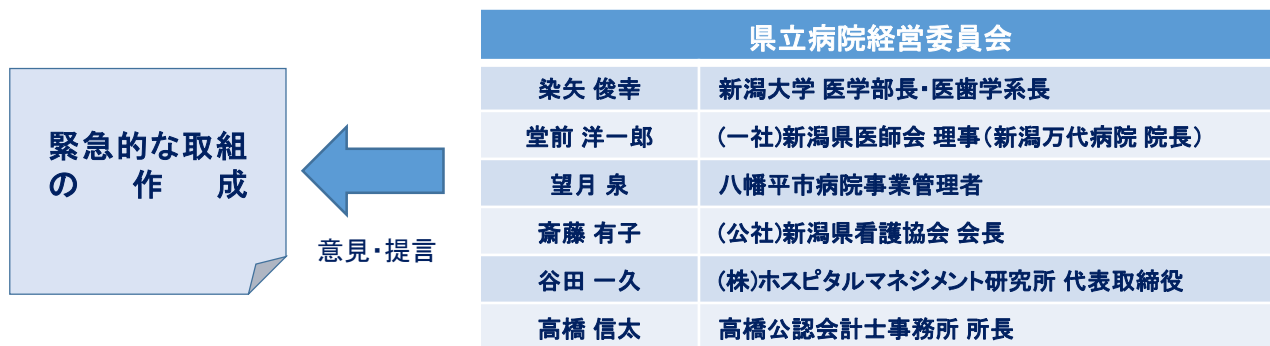 緊急的な取組
の作成
意見・提言
県立病院経営委員会
染矢 俊幸 新潟大学 医学部長・医歯学系長
堂前 洋一郎 (一社)新潟県医師会 理事(新潟万代病院 院長)
望月 泉 八幡平市病院事業管理者
斎藤 有子 (公社)新潟県看護協会 会長
谷田 一久 (株)ホスピタルマネジメント研究所 代表取締役
高橋 信太 高橋公認会計士事務所 所長